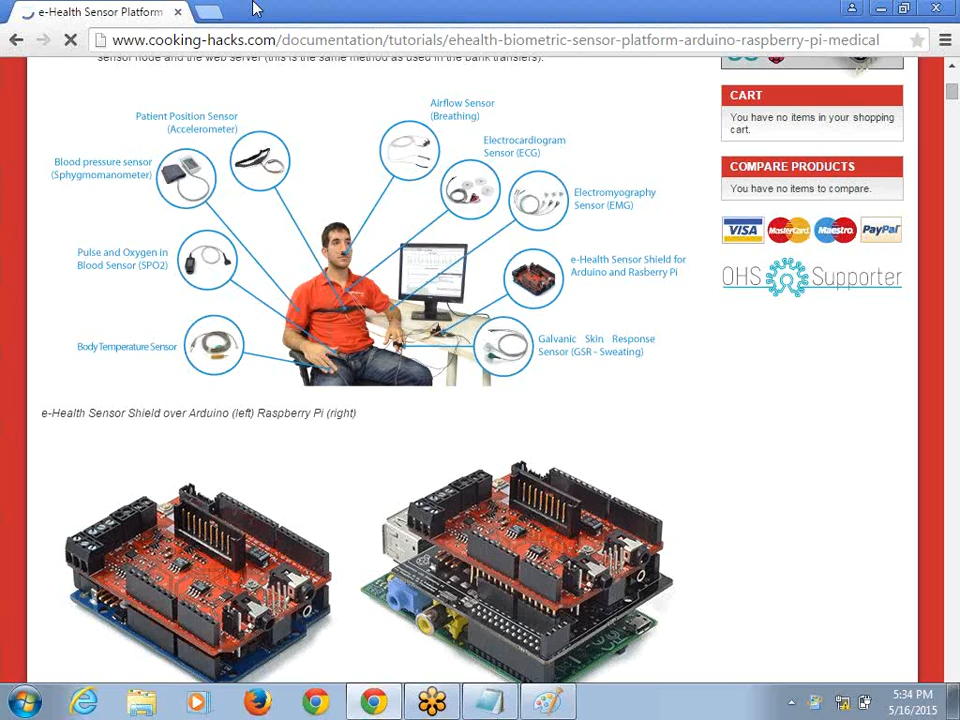 e-Health Sensor Platform
www.cooking-hacks.com/documentation/tutorials/ehealth-biometric-sensor-platform-arduino-raspberry-pi-medical
sensor node and the web server (this is the same method as used in the bank transfers).
Airflow Sensor
(Breathing)
Patient Position Sensor
(Accelerometer)
Electrocardiogram
Sensor (ECG)
Blood pressure sensor
(Sphygmomanometer)
Electromyography
Sensor (EMG)
Pulse and Oxygen in
Blood Sensor (SPO2)
e-Health Sensor Shield for
Arduino and Rasberry Pi
Body Temperature Sensor
Galvanic Skin Response
Sensor (GSR - Sweating)
e-Health Sensor Shield over Arduino (left) Raspberry Pi (right)
CART
You have no items in your shopping
cart.
COMPARE PRODUCTS
You have no items to compare.
VISA MasterCard Maestro PayPal
OHS Supporter
5:34 PM
5/16/2015